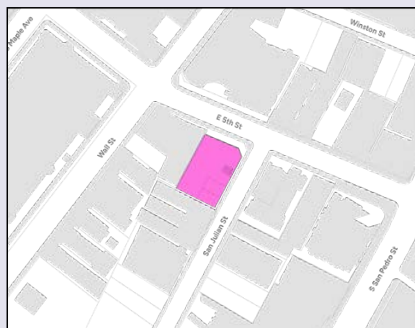 Maple Ave
Winston St
E 5th St
Wall St
San Julian St
S San Pedro St